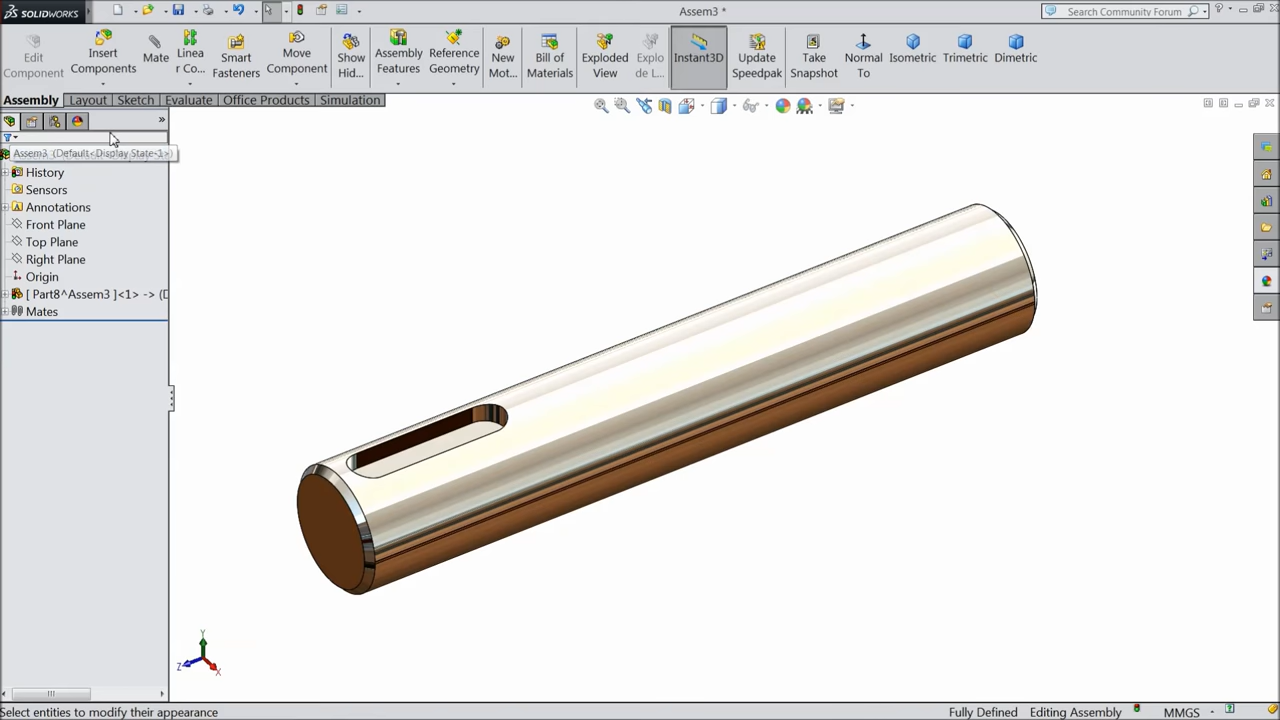 SOLIDWORKS
Assem3 *
Search Community Forum
Edit Component
Insert Components
Mate
Linea r Co...
Smart Fasteners
Move Component
Show Hid...
Assembly Features
Reference Geometry
New Mot...
Bill of Materials
Exploded View
Explo de L...
Instant3D
Update Speedpak
Take Snapshot
Normal To
Isometric
Trimetric
Dimetric
Assembly
Layout
Sketch
Evaluate
Office Products
Simulation
Assem3 (Default<Display State-1>)
History
Sensors
Annotations
Front Plane
Top Plane
Right Plane
Origin
[ Part8^Assem3 ]<1> -> (D
Mates
Y
Z
X
Select entities to modify their appearance
Fully Defined
Editing Assembly
MMGS